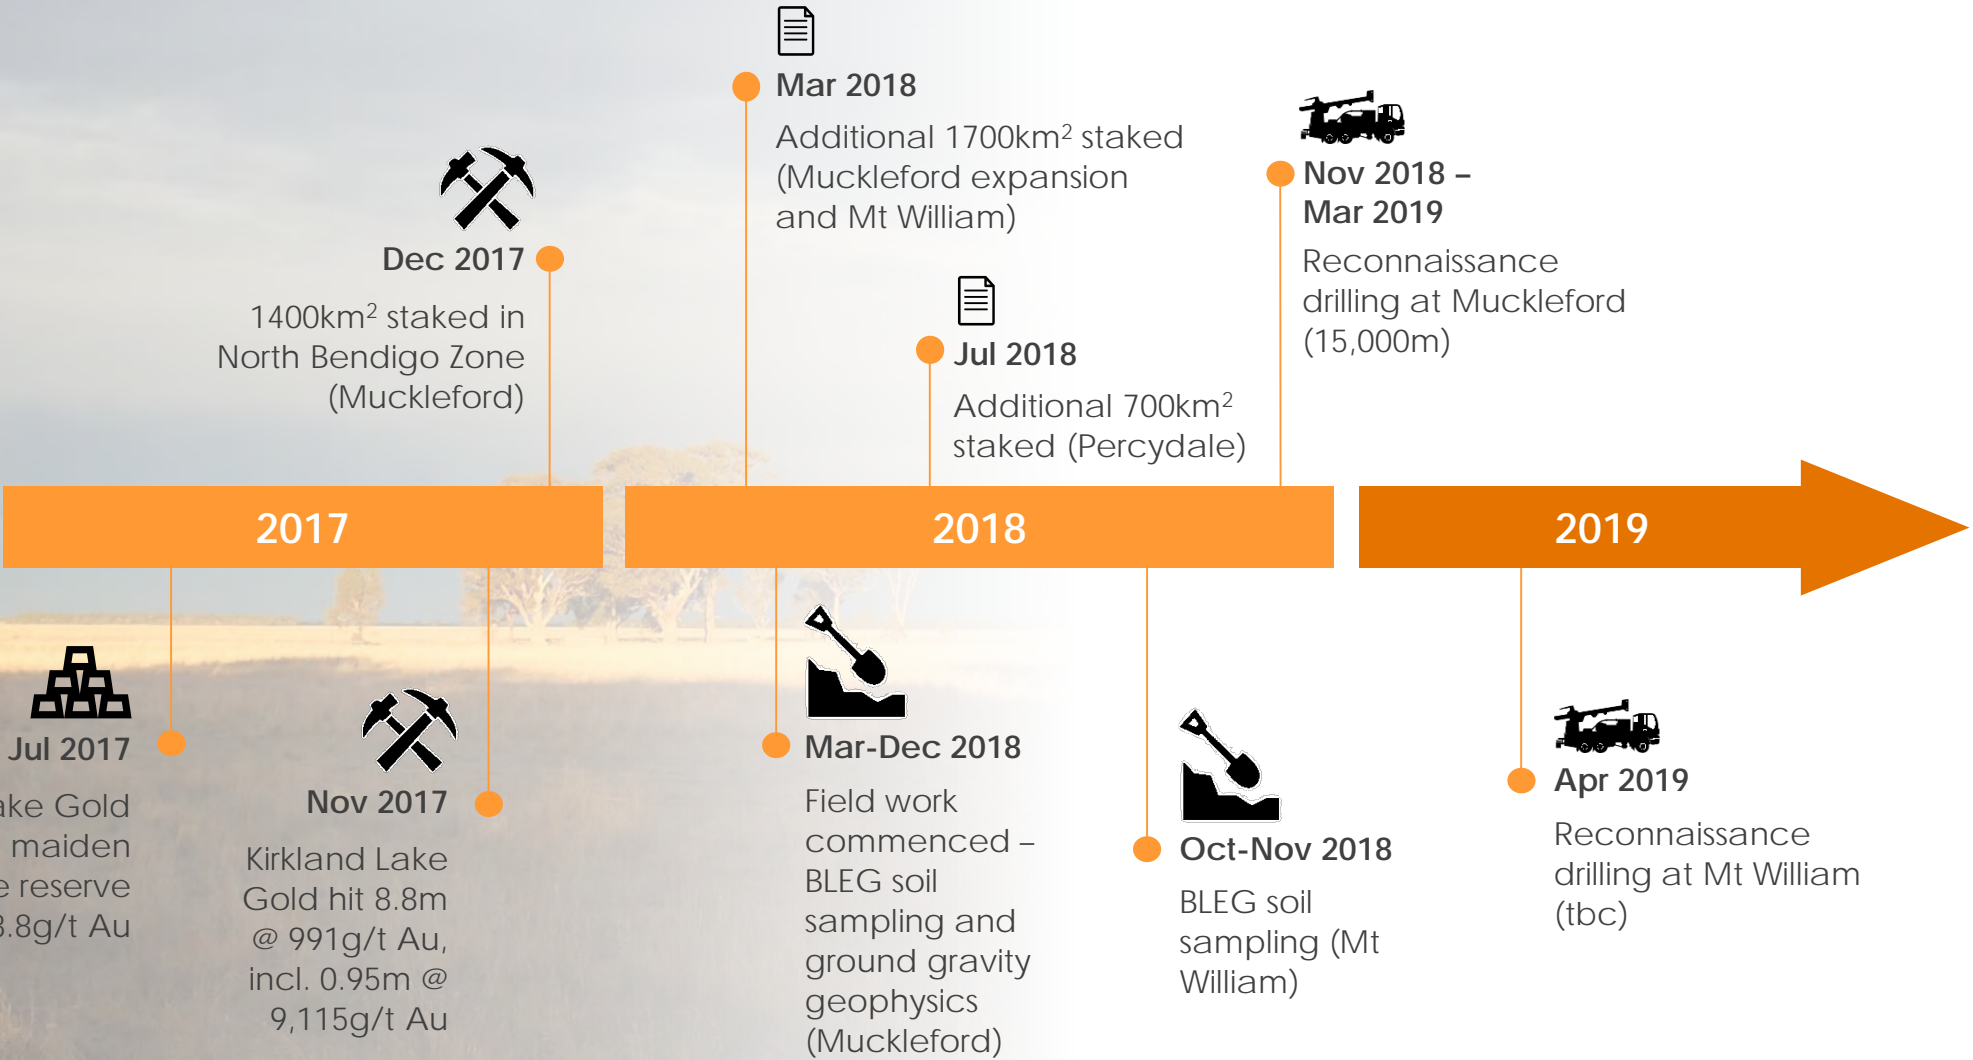 Mar 2018
Additional 1700km² staked
(Muckleford expansion
and Mt William)
Dec 2017
1400km² staked in
North Bendigo Zone
(Muckleford)
Jul 2018
Additional 700km²
staked (Percydale)
Nov 2018 –
Mar 2019
Reconnaissance
drilling at Muckleford
(15,000m)
2017
2018
2019
Jul 2017
Gold
maiden
reserve
g/t Au
Nov 2017
Kirkland Lake
Gold hit 8.8m
@ 991g/t Au,
incl. 0.95m @
9,115g/t Au
Mar-Dec 2018
Field work
commenced –
BLEG soil
sampling and
ground gravity
geophysics
(Muckleford)
Oct-Nov 2018
BLEG soil
sampling (Mt
William)
Apr 2019
Reconnaissance
drilling at Mt William
(tbc)